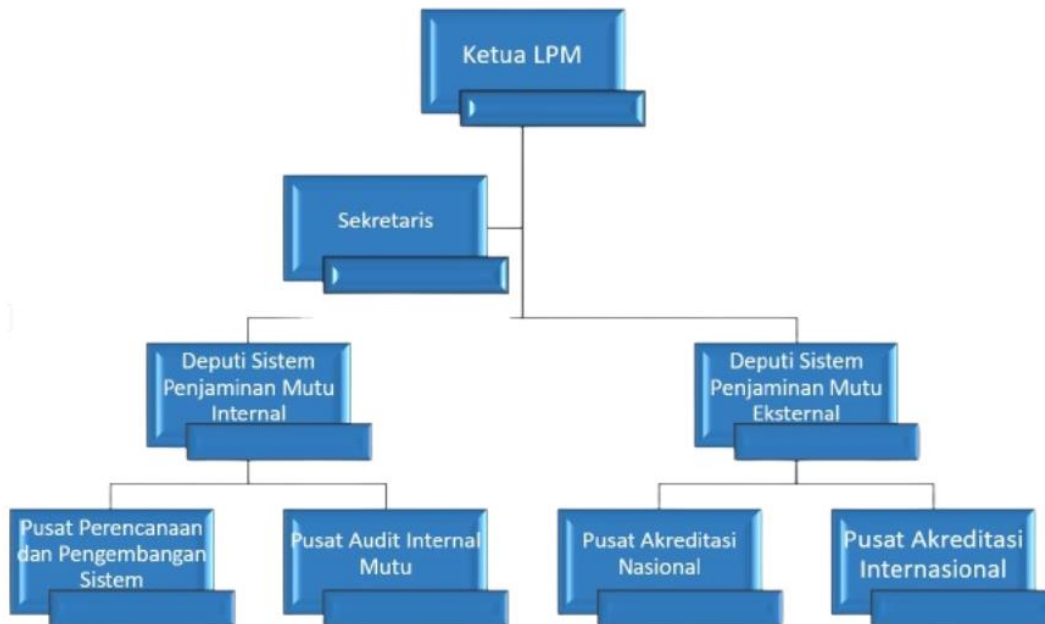 Ketua LPM
Sekretaris
Deputi Sistem
Penjaminan Mutu
Internal
Deputi Sistem
Penjaminan Mutu
Eksternal
Pusat Perencanaan
dan Pengembangan
Sistem
Pusat Audit Internal
Mutu
Pusat Akreditasi
Nasional
Pusat Akreditasi
Internasional